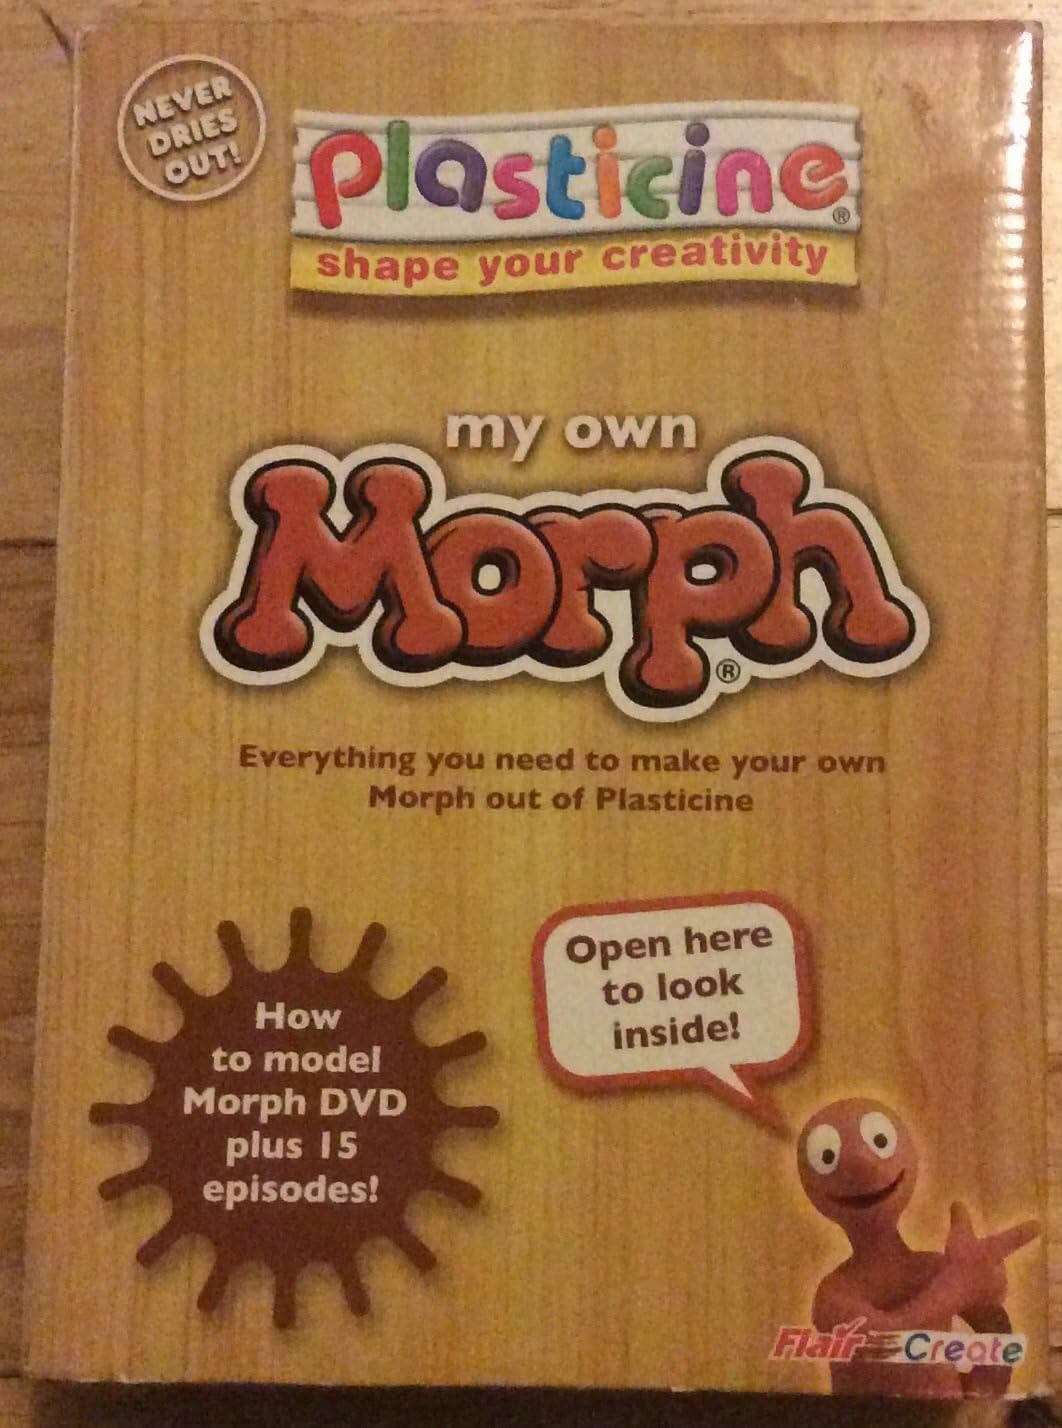 NEVER
DRIES
OUT!
Plasticine®
shape your creativity
my own
Morph®
Everything you need to make your own
Morph out of Plasticine
How
to model
Morph DVD
plus 15
episodes!
Open here
to look
inside!
Flair Create